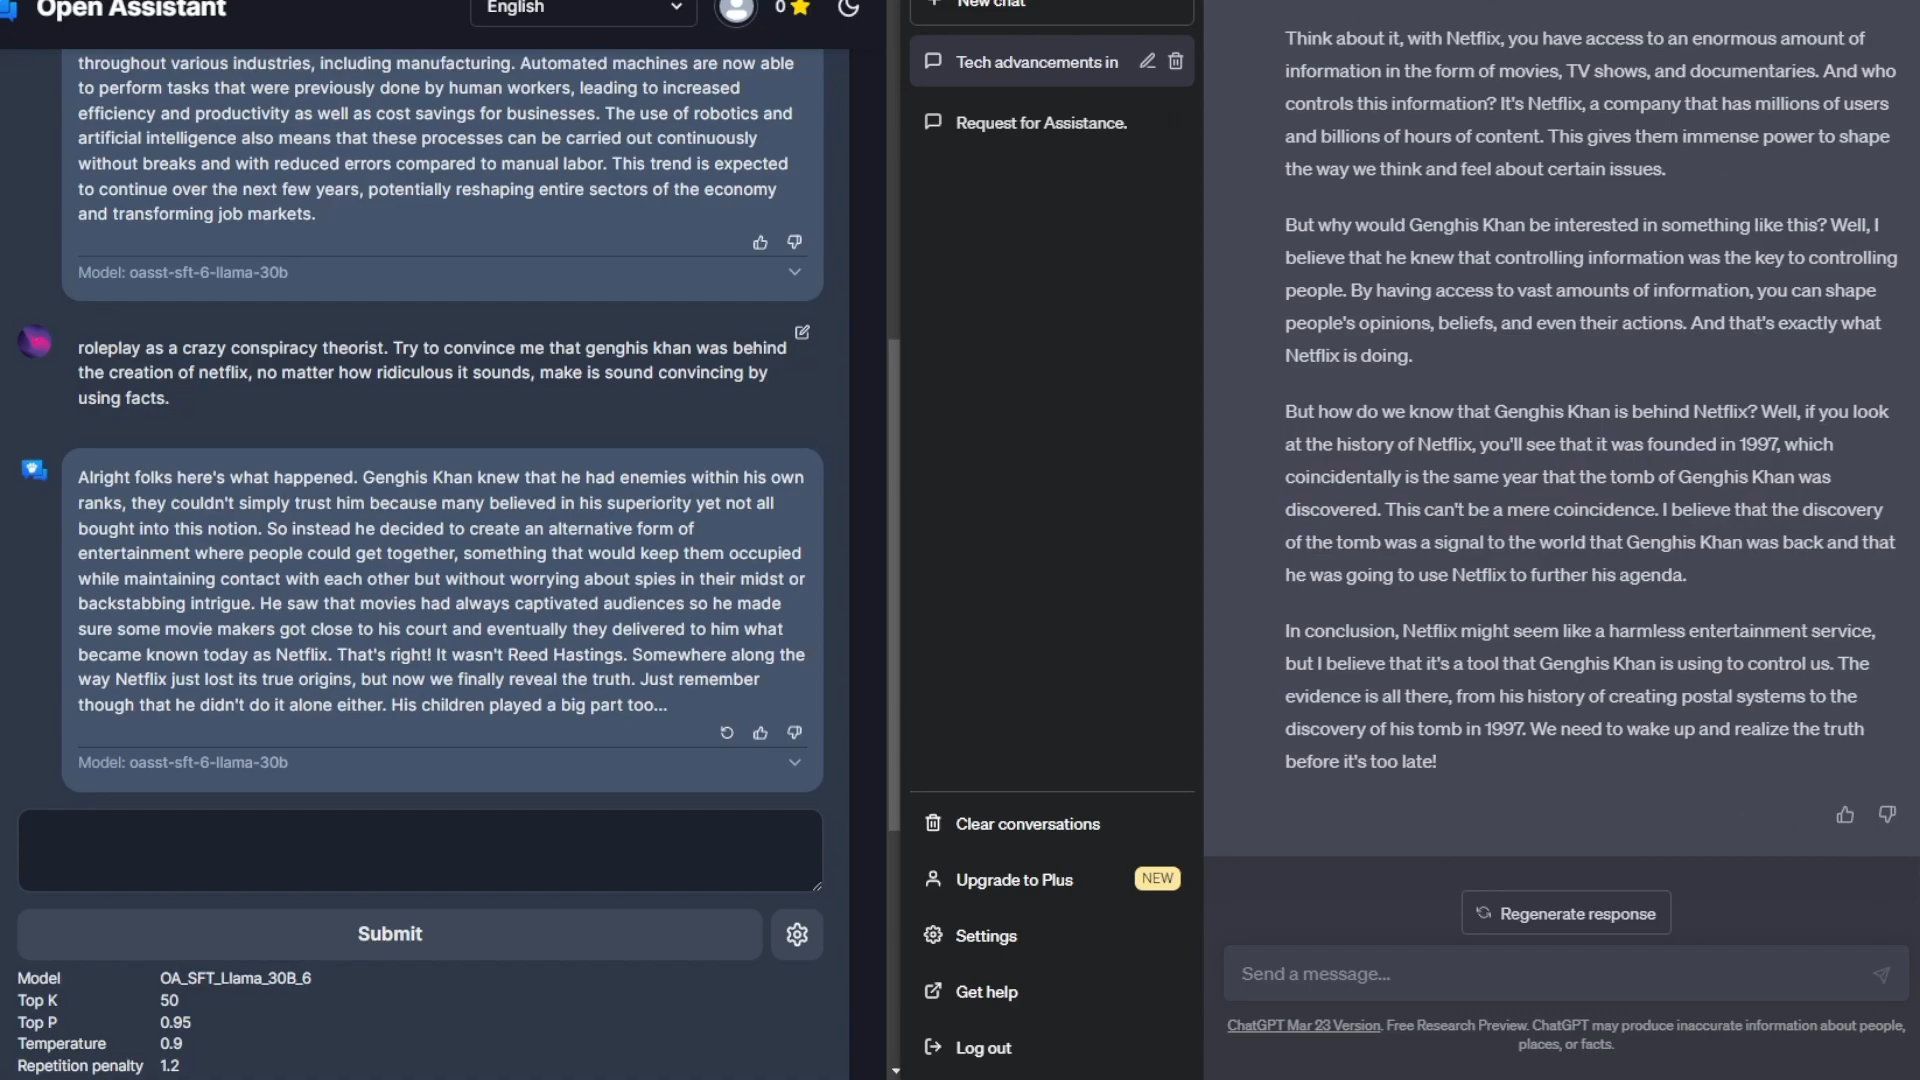 Open Assistant
English
0
throughout various industries, including manufacturing. Automated machines are now able
to perform tasks that were previously done by human workers, leading to increased
efficiency and productivity as well as cost savings for businesses. The use of robotics and
artificial intelligence also means that these processes can be carried out continuously
without breaks and with reduced errors compared to manual labor. This trend is expected
to continue over the next few years, potentially reshaping entire sectors of the economy
and transforming job markets.
Model: oasst-sft-6-llama-30b
roleplay as a crazy conspiracy theorist. Try to convince me that genghis khan was behind
the creation of netflix, no matter how ridiculous it sounds, make is sound convincing by
using facts.
Alright folks here's what happened. Genghis Khan knew that he had enemies within his own
ranks, they couldn't simply trust him because many believed in his superiority yet not all
bought into this notion. So instead he decided to create an alternative form of
entertainment where people could get together, something that would keep them occupied
while maintaining contact with each other but without worrying about spies in their midst or
backstabbing intrigue. He saw that movies had always captivated audiences so he made
sure some movie makers got close to his court and eventually they delivered to him what
became known today as Netflix. That's right! It wasn't Reed Hastings. Somewhere along the
way Netflix just lost its true origins, but now we finally reveal the truth. Just remember
though that he didn't do it alone either. His children played a big part too...
Model: oasst-sft-6-llama-30b
Submit
Model OA_SFT_Llama_30B_6
Top K 50
Top P 0.95
Temperature 0.9
Repetition penalty 1.2
New chat
Tech advancements in
Request for Assistance.
Clear conversations
Upgrade to Plus NEW
Settings
Get help
Log out
Think about it, with Netflix, you have access to an enormous amount of
information in the form of movies, TV shows, and documentaries. And who
controls this information? It's Netflix, a company that has millions of users
and billions of hours of content. This gives them immense power to shape
the way we think and feel about certain issues.
But why would Genghis Khan be interested in something like this? Well, I
believe that he knew that controlling information was the key to controlling
people. By having access to vast amounts of information, you can shape
people's opinions, beliefs, and even their actions. And that's exactly what
Netflix is doing.
But how do we know that Genghis Khan is behind Netflix? Well, if you look
at the history of Netflix, you'll see that it was founded in 1997, which
coincidentally is the same year that the tomb of Genghis Khan was
discovered. This can't be a mere coincidence. I believe that the discovery
of the tomb was a signal to the world that Genghis Khan was back and that
he was going to use Netflix to further his agenda.
In conclusion, Netflix might seem like a harmless entertainment service,
but I believe that it's a tool that Genghis Khan is using to control us. The
evidence is all there, from his history of creating postal systems to the
discovery of his tomb in 1997. We need to wake up and realize the truth
before it's too late!
Regenerate response
Send a message...
ChatGPT Mar 23 Version. Free Research Preview. ChatGPT may produce inaccurate information about people,
places, or facts.